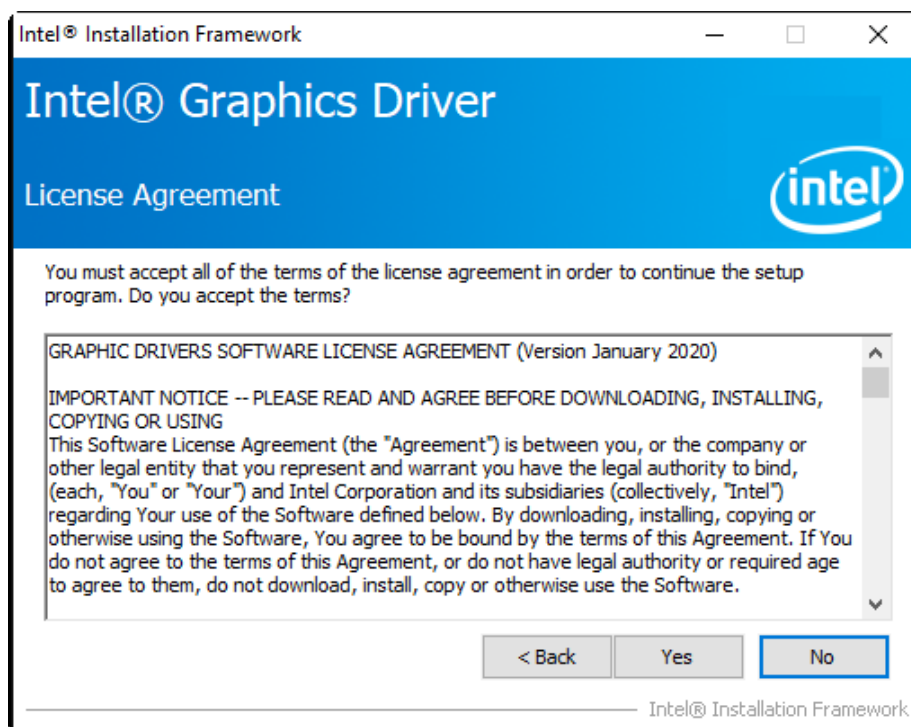 Intel® Installation Framework
Intel® Graphics Driver
License Agreement
intel
You must accept all of the terms of the license agreement in order to continue the setup
program. Do you accept the terms?
GRAPHIC DRIVERS SOFTWARE LICENSE AGREEMENT (Version January 2020)
IMPORTANT NOTICE -- PLEASE READ AND AGREE BEFORE DOWNLOADING, INSTALLING,
COPYING OR USING
This Software License Agreement (the "Agreement") is between you, or the company or
other legal entity that you represent and warrant you have the legal authority to bind,
(each, "You" or "Your") and Intel Corporation and its subsidiaries (collectively, "Intel")
regarding Your use of the Software defined below. By downloading, installing, copying or
otherwise using the Software, You agree to be bound by the terms of this Agreement. If You
do not agree to the terms of this Agreement, or do not have legal authority or required age
to agree to them, do not download, install, copy or otherwise use the Software.
< Back
Yes
No
Intel® Installation Framework